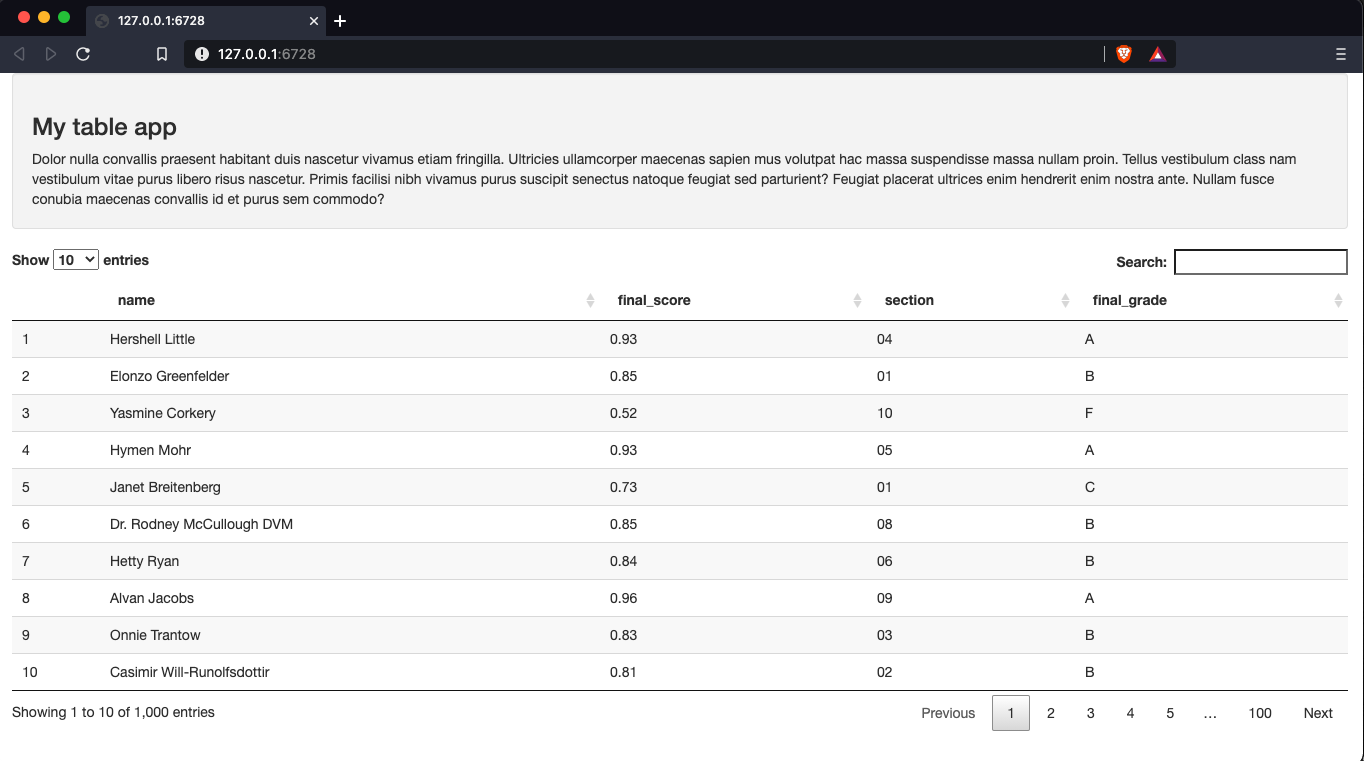 127.0.0.1:6728
127.0.0.1:6728
My table app
Dolor nulla convallis praesent habitant duis nascetur vivamus etiam fringilla. Ultricies ullamcorper maecenas sapien mus volutpat hac massa suspendisse massa nullam proin. Tellus vestibulum class nam
vestibulum vitae purus libero risus nascetur. Primis facilisi nibh vivamus purus suscipit senectus natoque feugiat sed parturient? Feugiat placerat ultrices enim hendrerit enim nostra ante. Nullam fusce
conubia maecenas convallis id et purus sem commodo?
Show 10 entries Search:
name final_score section final_grade
1 Hershell Little 0.93 04 A
2 Elonzo Greenfelder 0.85 01 B
3 Yasmine Corkery 0.52 10 F
4 Hymen Mohr 0.93 05 A
5 Janet Breitenberg 0.73 01 C
6 Dr. Rodney McCullough DVM 0.85 08 B
7 Hetty Ryan 0.84 06 B
8 Alvan Jacobs 0.96 09 A
9 Onnie Trantow 0.83 03 B
10 Casimir Will-Runolfsdottir 0.81 02 B
Showing 1 to 10 of 1,000 entries Previous 1 2 3 4 5 … 100 Next